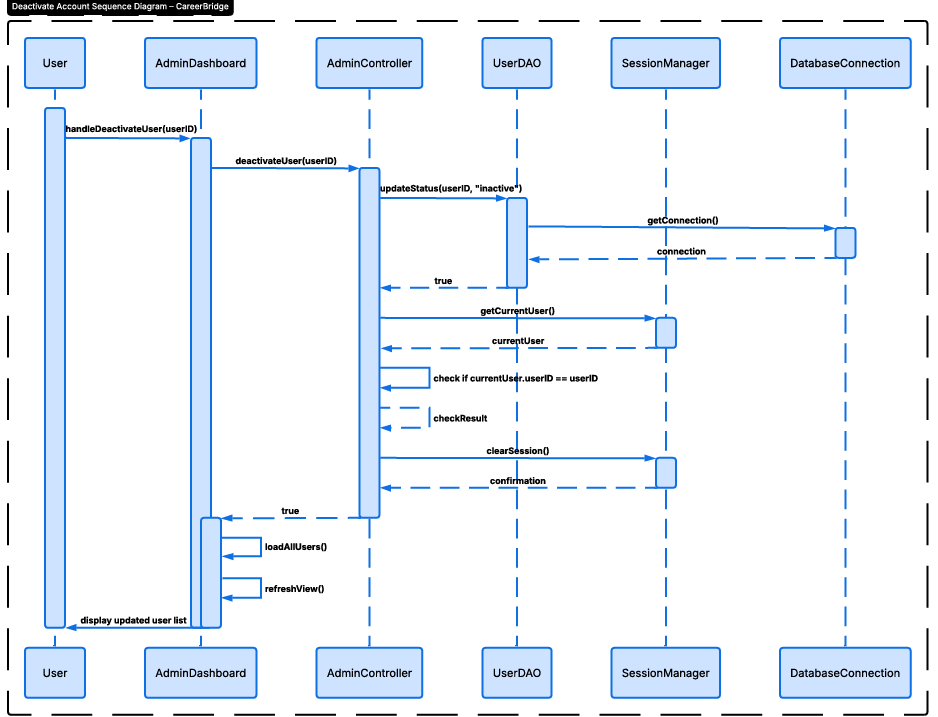 Deactivate Account Sequence Diagram – CareerBridge
User
AdminDashboard
AdminController
UserDAO
SessionManager
DatabaseConnection
handleDeactivateUser(userID)
deactivateUser(userID)
updateStatus(userID, "inactive")
getConnection()
connection
true
getCurrentUser()
currentUser
check if currentUser.userID == userID
checkResult
clearSession()
confirmation
true
loadAllUsers()
refreshView()
display updated user list
User
AdminDashboard
AdminController
UserDAO
SessionManager
DatabaseConnection